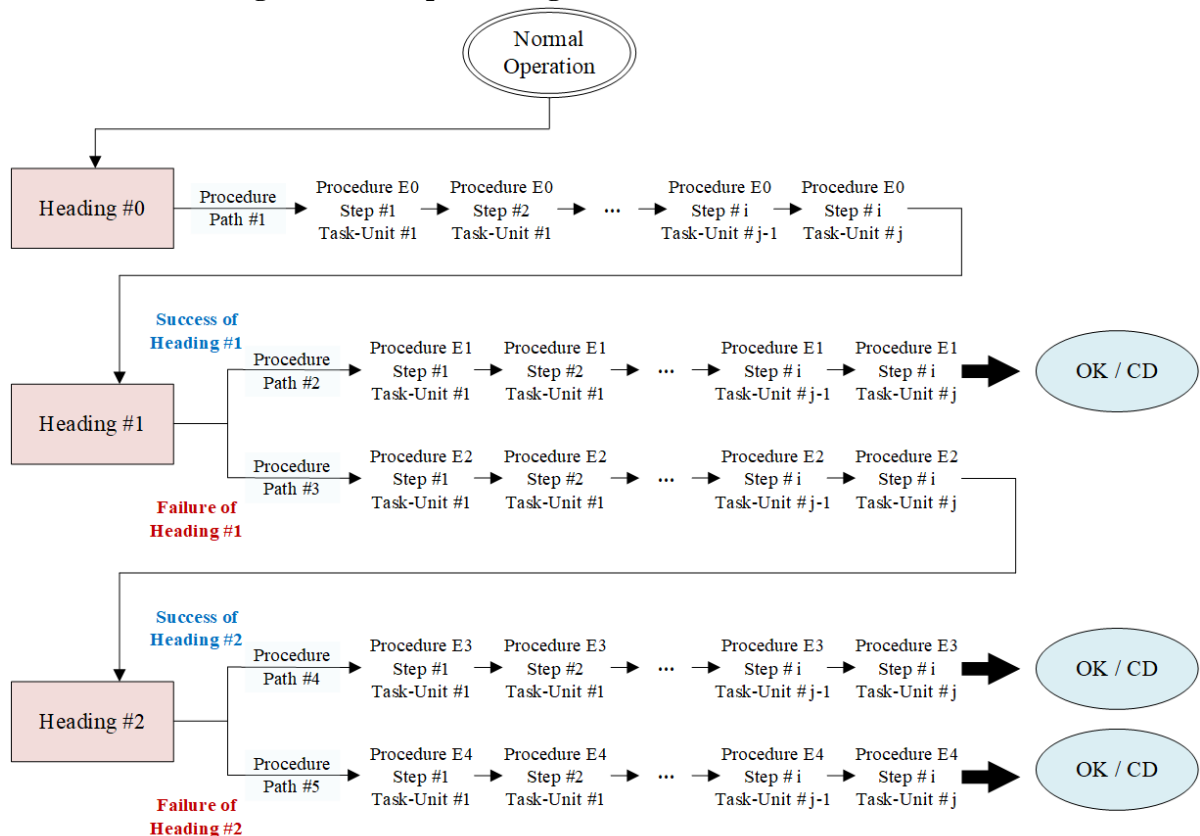 Normal
Operation
Heading #0
Procedure
Path #1
Procedure E0
Step #1
Task-Unit #1
Procedure E0
Step #2
Task-Unit #1
...
Procedure E0
Step # i
Task-Unit # j-1
Procedure E0
Step # i
Task-Unit # j
Success of
Heading #1
Heading #1
Procedure
Path #2
Procedure E1
Step #1
Task-Unit #1
Procedure E1
Step #2
Task-Unit #1
...
Procedure E1
Step # i
Task-Unit # j-1
Procedure E1
Step # i
Task-Unit # j
OK / CD
Procedure
Path #3
Procedure E2
Step #1
Task-Unit #1
Procedure E2
Step #2
Task-Unit #1
...
Procedure E2
Step # i
Task-Unit # j-1
Procedure E2
Step # i
Task-Unit # j
Failure of
Heading #1
Success of
Heading #2
Heading #2
Procedure
Path #4
Procedure E3
Step #1
Task-Unit #1
Procedure E3
Step #2
Task-Unit #1
...
Procedure E3
Step # i
Task-Unit # j-1
Procedure E3
Step # i
Task-Unit # j
OK / CD
Procedure
Path #5
Procedure E4
Step #1
Task-Unit #1
Procedure E4
Step #2
Task-Unit #1
...
Procedure E4
Step # i
Task-Unit # j-1
Procedure E4
Step # i
Task-Unit # j
OK / CD
Failure of
Heading #2